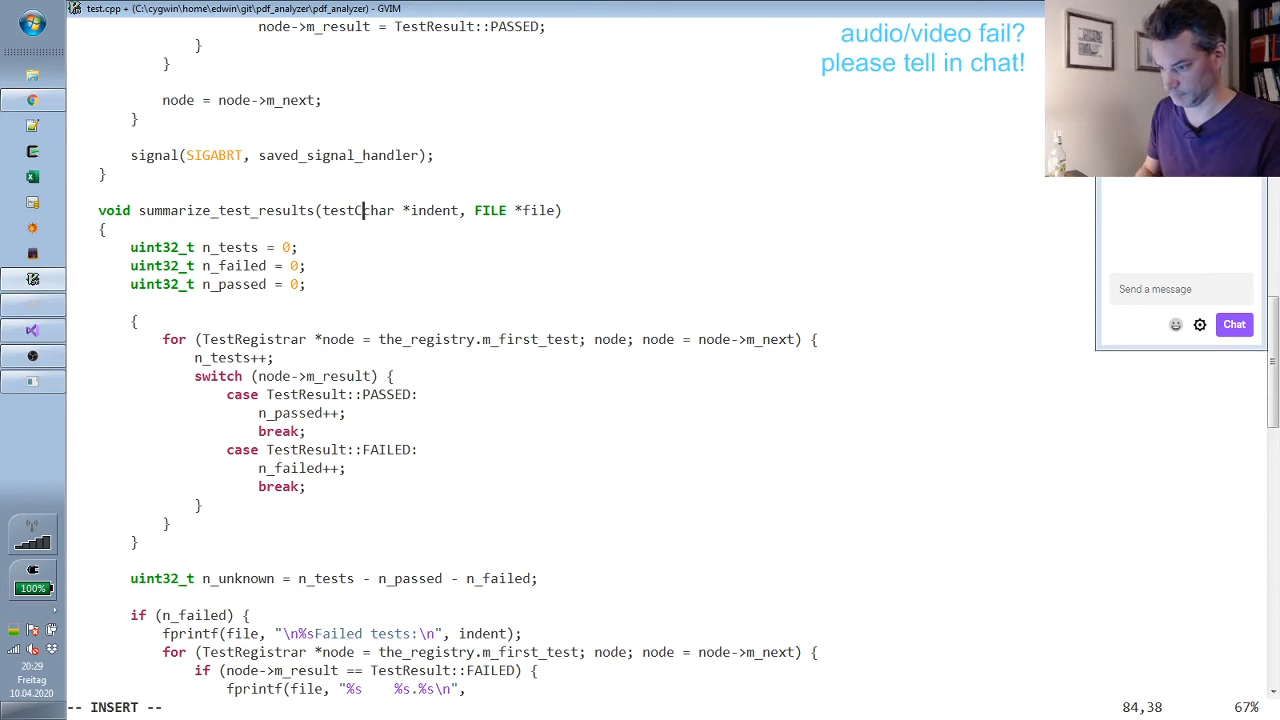 test.cpp + (C:\cygwin\home\edwin\git\pdf_analyzer\pdf_analyzer) - GVIM
node->m_result = TestResult::PASSED;
}
}
node = node->m_next;
}
signal(SIGABRT, saved_signal_handler);
}
void summarize_test_results(testCchar *indent, FILE *file)
{
uint32_t n_tests = 0;
uint32_t n_failed = 0;
uint32_t n_passed = 0;
{
for (TestRegistrar *node = the_registry.m_first_test; node; node = node->m_next) {
n_tests++;
switch (node->m_result) {
case TestResult::PASSED:
n_passed++;
break;
case TestResult::FAILED:
n_failed++;
break;
}
}
}
uint32_t n_unknown = n_tests - n_passed - n_failed;
if (n_failed) {
fprintf(file, "\n%sFailed tests:\n", indent);
for (TestRegistrar *node = the_registry.m_first_test; node; node = node->m_next) {
if (node->m_result == TestResult::FAILED) {
fprintf(file, "%s    %s.%s\n",
-- INSERT --
84,38
67%
audio/video fail?
please tell in chat!
Send a message
Chat
100%
20:29
Freitag
10.04.2020